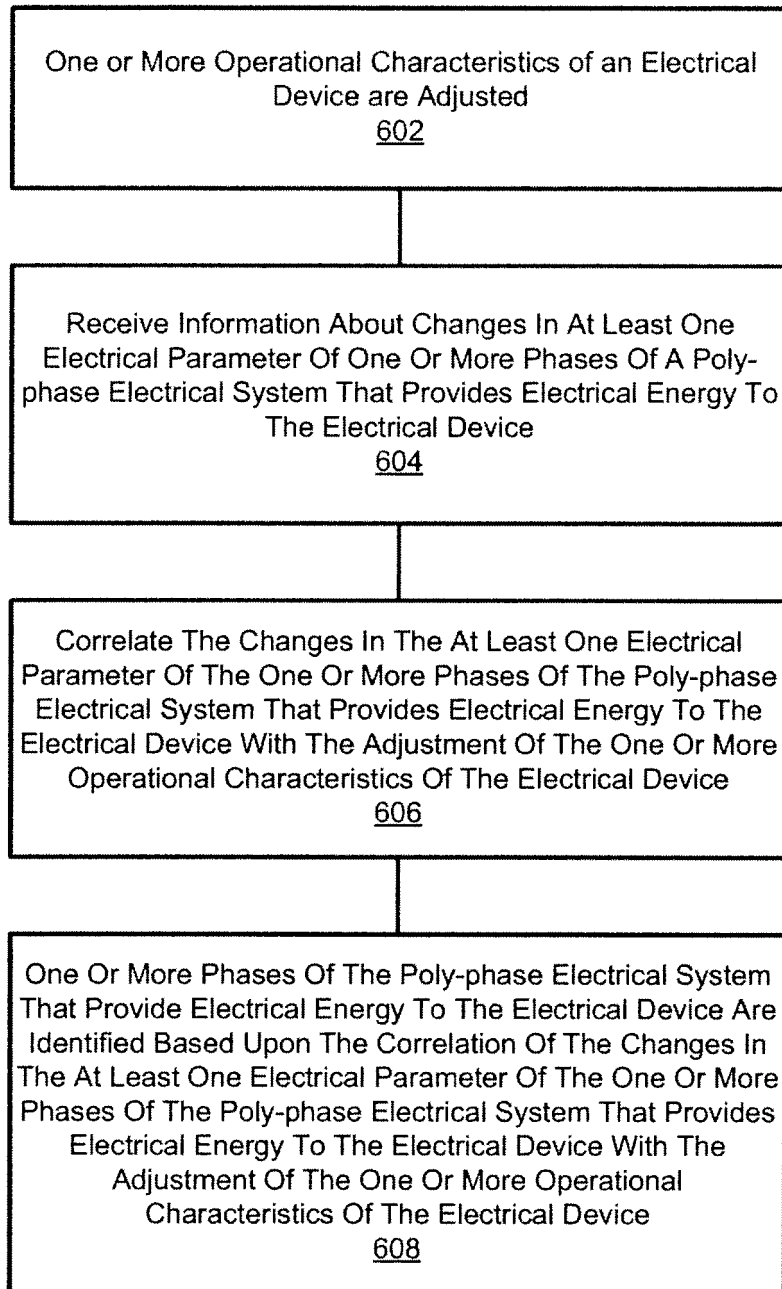 One or More Operational Characteristics of an Electrical
Device are Adjusted
602
Receive Information About Changes In At Least One
Electrical Parameter Of One Or More Phases Of A Poly-
phase Electrical System That Provides Electrical Energy To
The Electrical Device
604
Correlate The Changes In The At Least One Electrical
Parameter Of The One Or More Phases Of The Poly-phase
Electrical System That Provides Electrical Energy To The
Electrical Device With The Adjustment Of The One Or More
Operational Characteristics Of The Electrical Device
606
One Or More Phases Of The Poly-phase Electrical System
That Provide Electrical Energy To The Electrical Device Are
Identified Based Upon The Correlation Of The Changes In
The At Least One Electrical Parameter Of The One Or More
Phases Of The Poly-phase Electrical System That Provides
Electrical Energy To The Electrical Device With The
Adjustment Of The One Or More Operational
Characteristics Of The Electrical Device
608